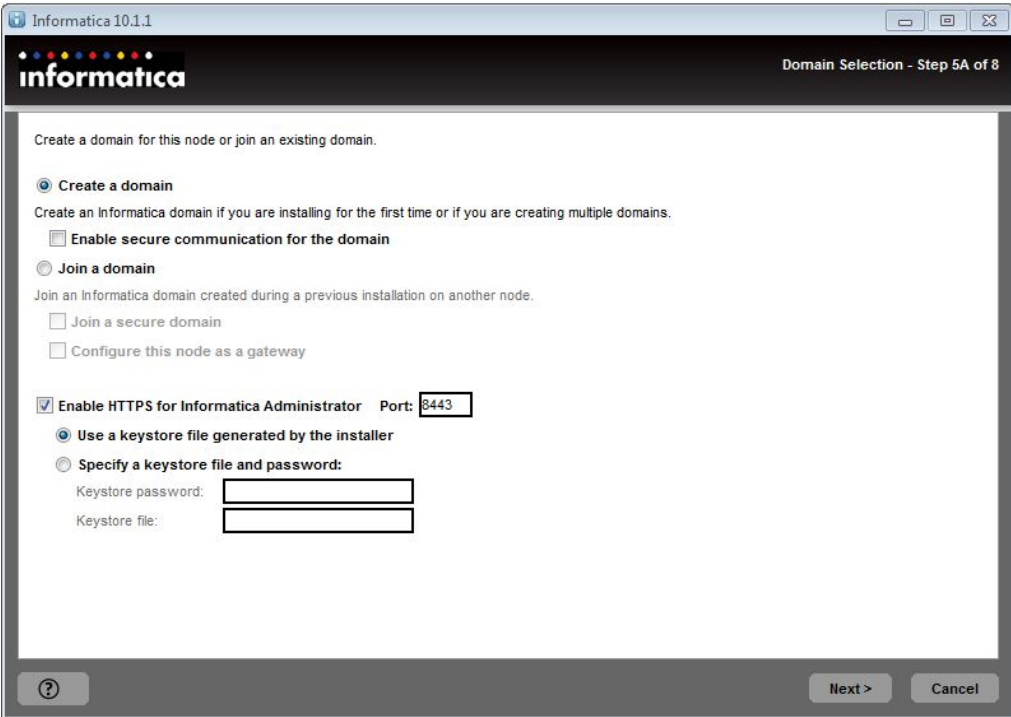 Informatica 10.1.1
informatica
Domain Selection - Step 5A of 8
Create a domain for this node or join an existing domain.
Create a domain
Create an Informatica domain if you are installing for the first time or if you are creating multiple domains.
Enable secure communication for the domain
Join a domain
Join an Informatica domain created during a previous installation on another node.
Join a secure domain
Configure this node as a gateway
Enable HTTPS for Informatica Administrator Port: 8443
Use a keystore file generated by the installer
Specify a keystore file and password:
Keystore password:
Keystore file:
?
Next >
Cancel